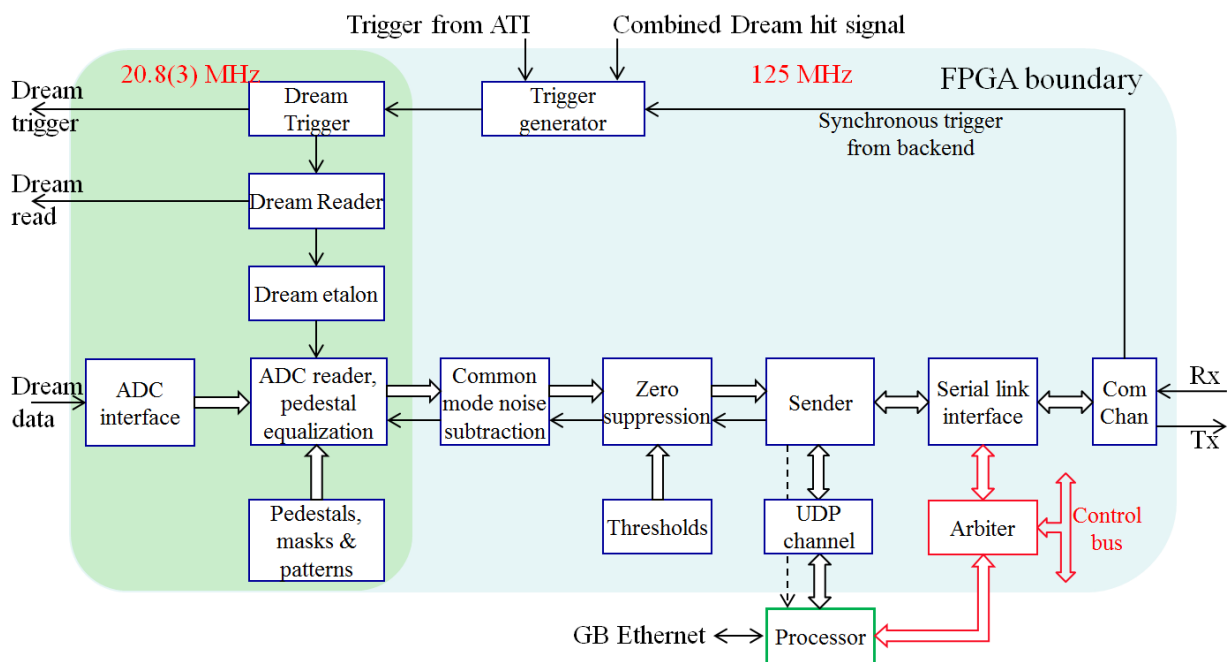 Trigger from ATI
Combined Dream hit signal
20.8(3) MHz
125 MHz
FPGA boundary
Dream
trigger
Dream
Trigger
Trigger
generator
Synchronous trigger
from backend
Dream
read
Dream Reader
Dream etalon
Dream
data
ADC
interface
ADC reader,
pedestal
equalization
Common
mode noise
subtraction
Zero
suppression
Sender
Serial link
interface
Com
Chan
Rx
Tx
Pedestals,
masks &
patterns
Thresholds
UDP
channel
Arbiter
Control
bus
GB Ethernet
Processor